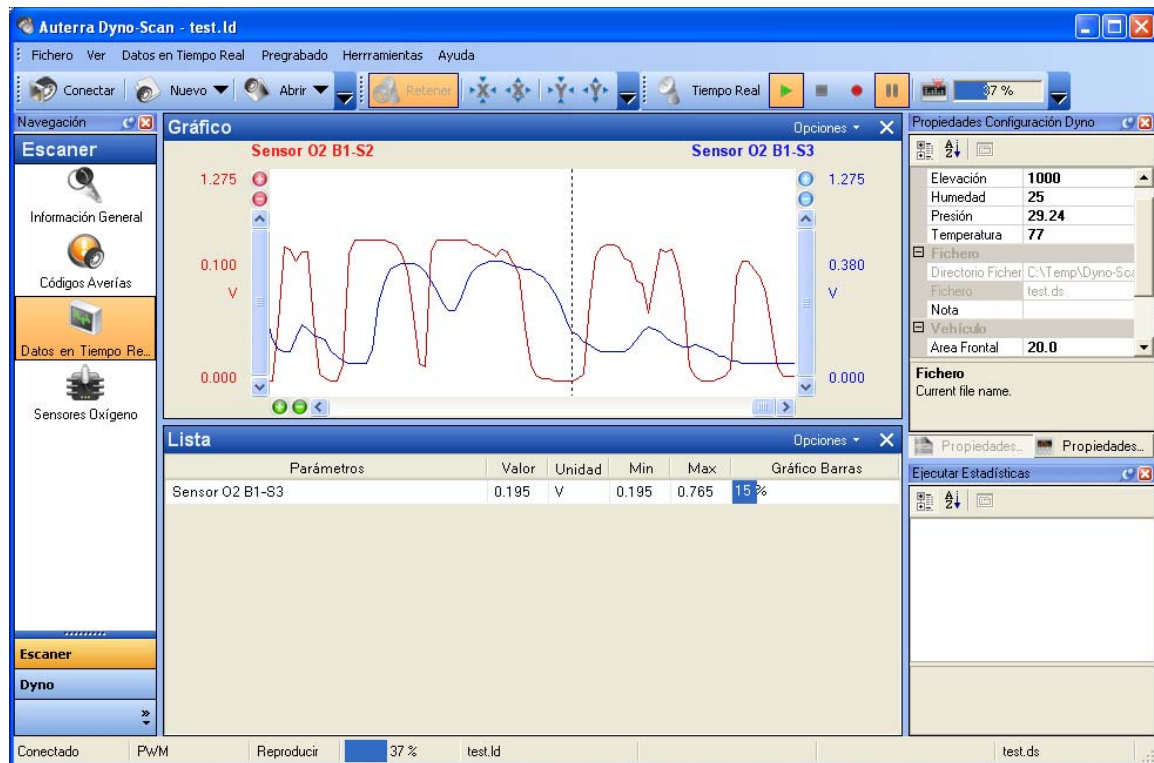 Auterra Dyno-Scan - test.ld
Fichero Ver Datos en Tiempo Real Pregrabado Herrramientas Ayuda
Conectar Nuevo Abrir Retener X X Y Y Tiempo Real 37 %
Navegación
Escaner
Información General
Códigos Averías
Datos en Tiempo Re...
Sensores Oxígeno
Escaner
Dyno
Gráfico Opciones
Sensor O2 B1-S2 Sensor O2 B1-S3
1.275 1.275
0.100 0.380
V V
0.000 0.000
Lista Opciones
Parámetros Valor Unidad Min Max Gráfico Barras
Sensor O2 B1-S3 0.195 V 0.195 0.765 15 %
Propiedades Configuración Dyno
Elevación 1000
Humedad 25
Presión 29.24
Temperatura 77
Fichero
Directorio Ficher C:\Temp\Dyno-Sca
Fichero test.ds
Nota
Vehículo
Area Frontal 20.0
Fichero
Current file name.
Propiedades... Propiedades...
Ejecutar Estadísticas
Conectado PWM Reproducir 37 % test.ld test.ds